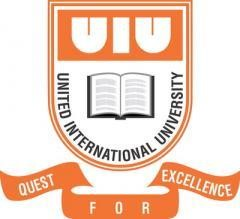 UIU
UNITED INTERNATIONAL UNIVERSITY
QUEST
FOR
EXCELLENCE